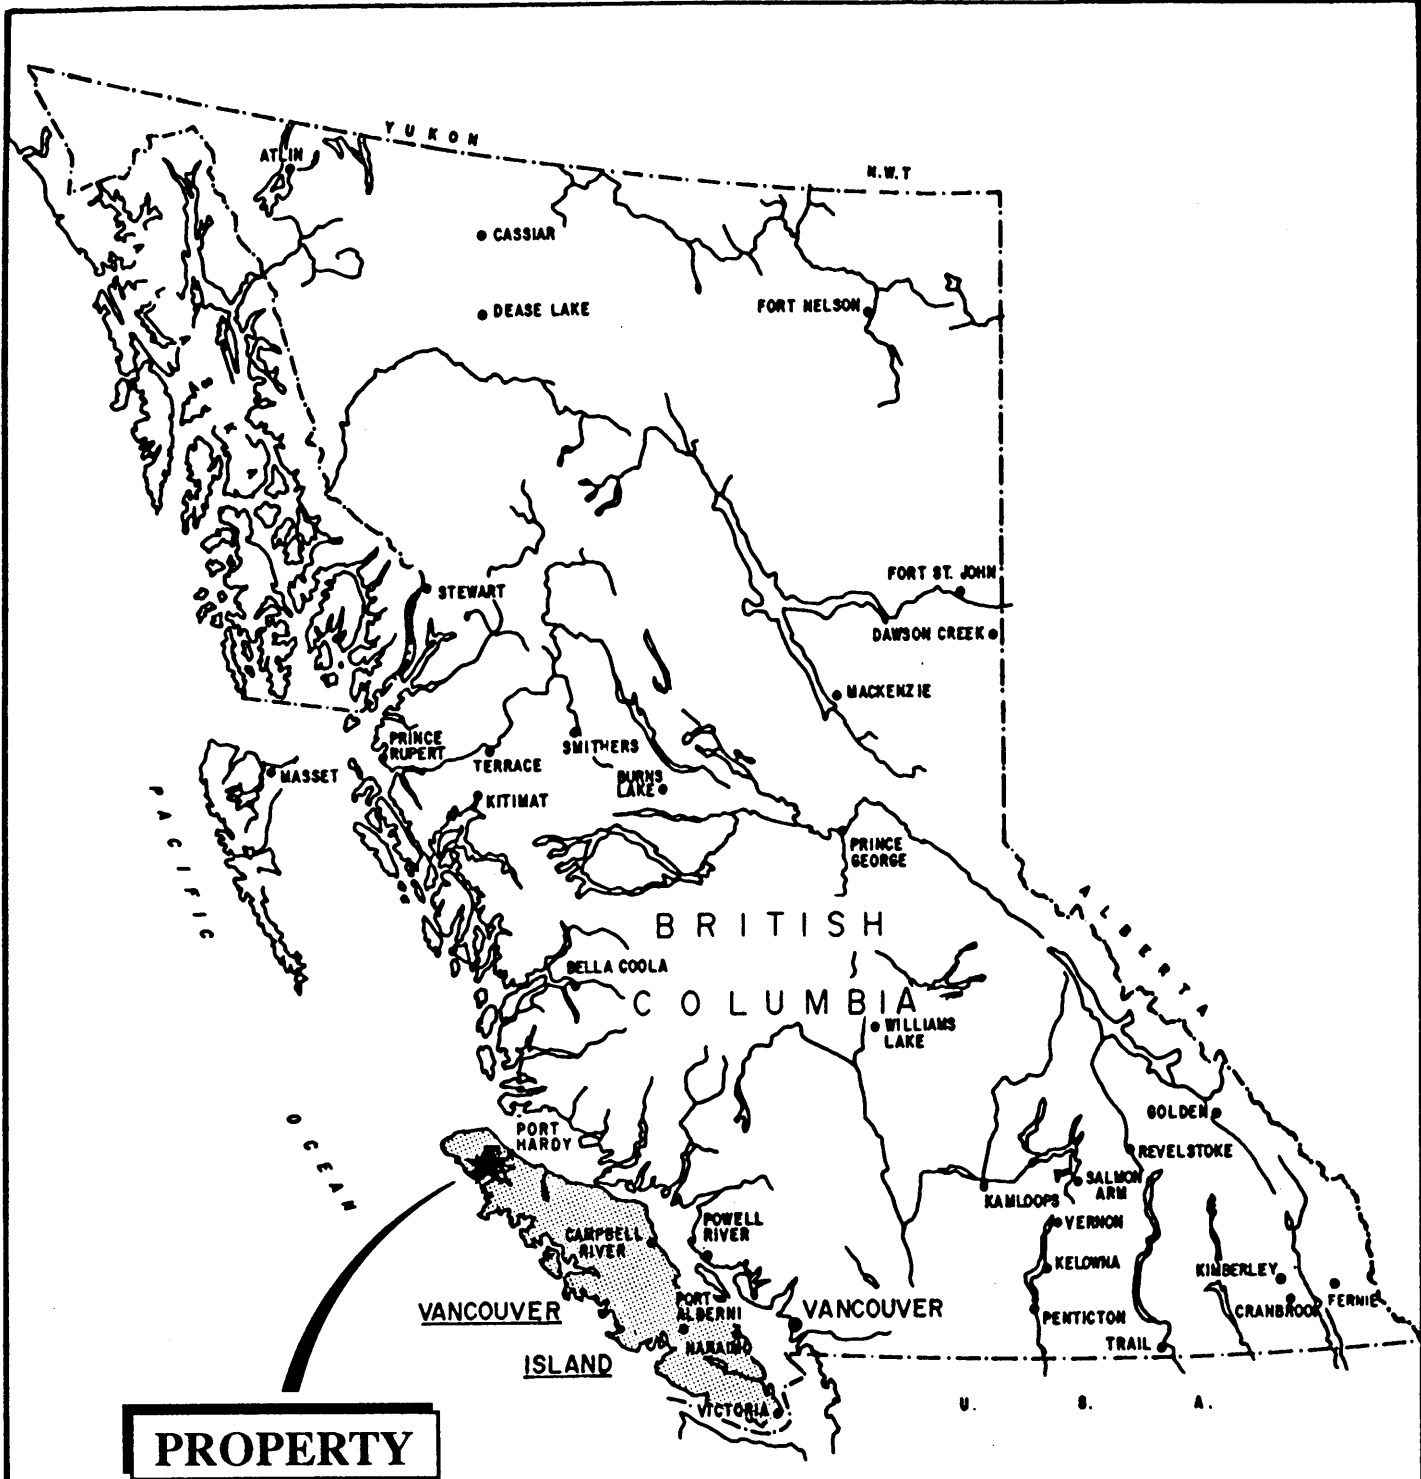 YUKON
N.W.T
ATLIN
CASSIAR
DEASE LAKE
FORT NELSON
ALASKA
STEWART
FORT ST. JOHN
DAWSON CREEK
MACKENZIE
PRINCE
RUPERT
TERRACE
SMITHERS
BURNS
LAKE
MASSET
KITIMAT
PRINCE
GEORGE
PACIFIC
OCEAN
BRITISH
COLUMBIA
ALBERTA
BELLA COOLA
WILLIAMS
LAKE
GOLDEN
REVELSTOKE
PORT
HARDY
SALMON
ARM
KAMLOOPS
VERNON
POWELL
RIVER
CAMPBELL
RIVER
KELOWNA
KIMBERLEY
FERNIE
CRANBROOK
PORT
ALBERNI
VANCOUVER
PENTICTON
TRAIL
NANAIMO
VANCOUVER
ISLAND
VICTORIA
U. S. A.
PROPERTY